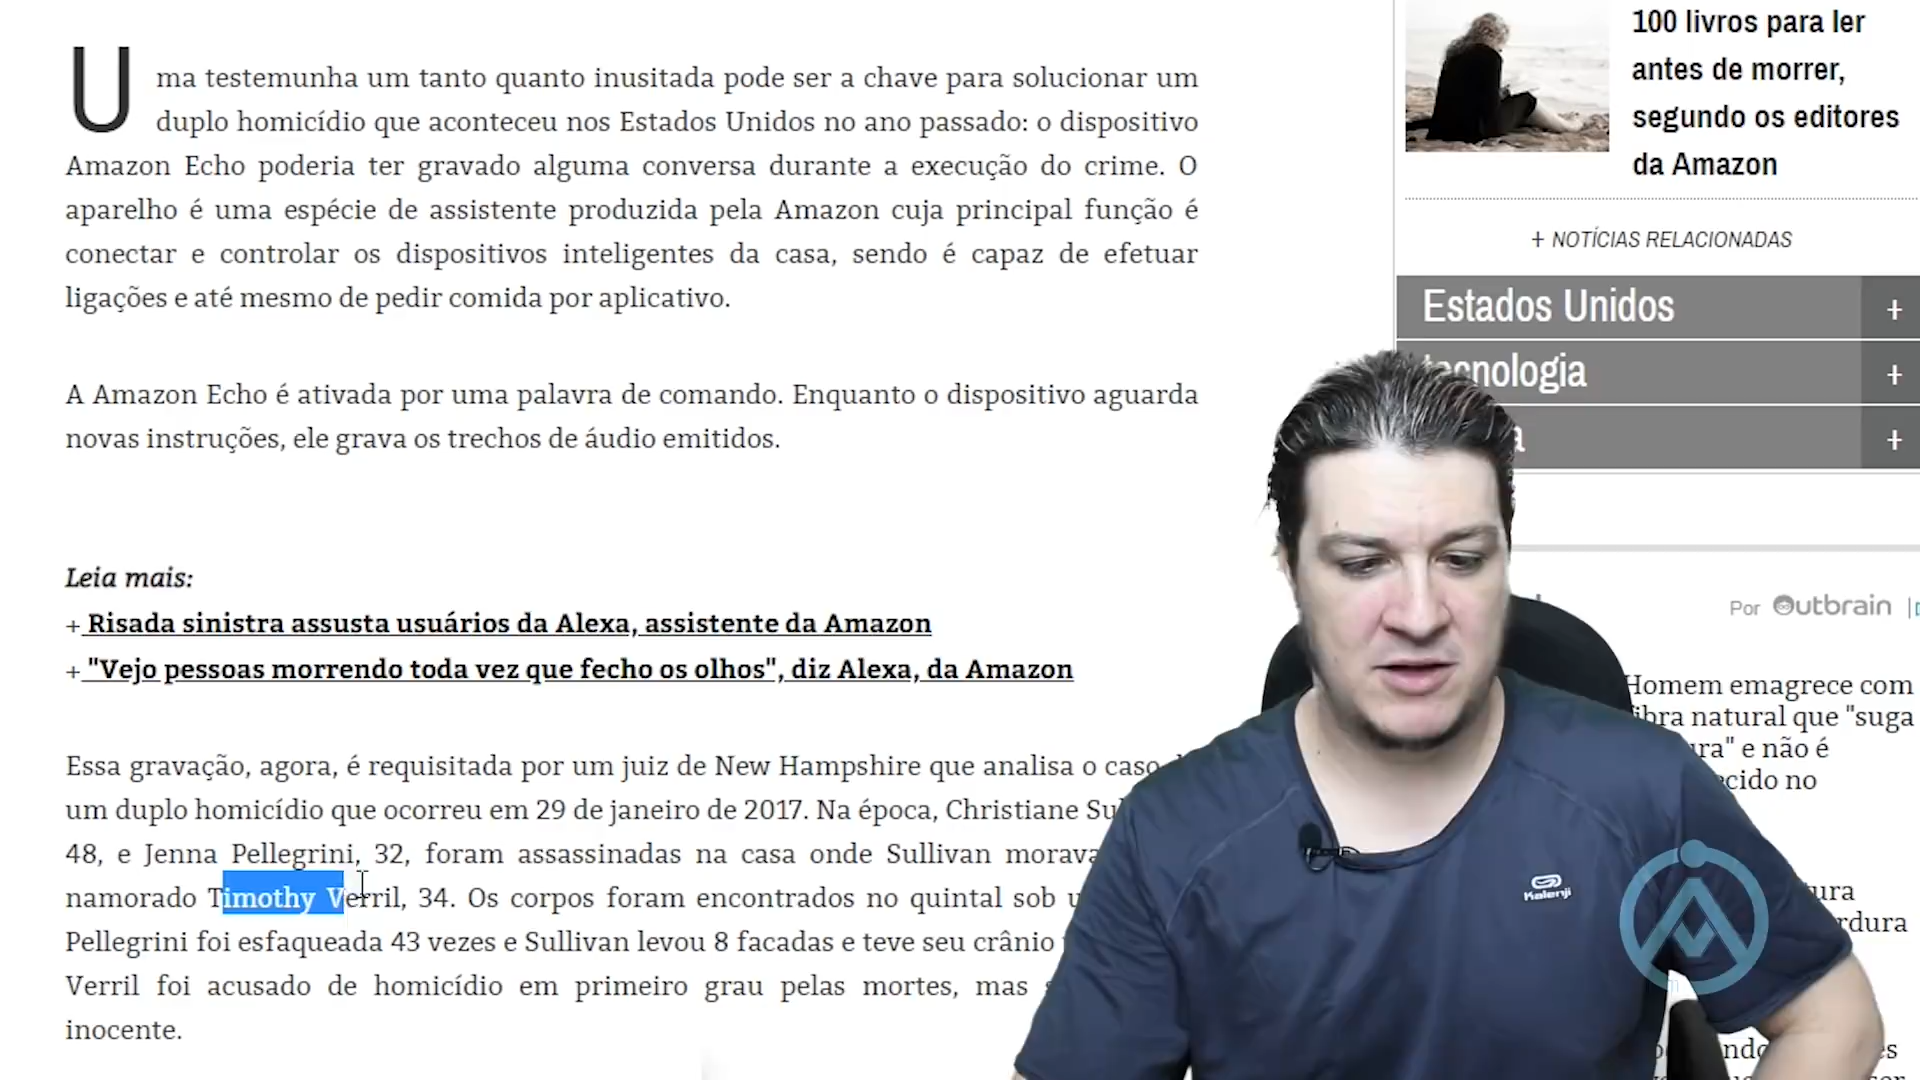 Uma testemunha um tanto quanto inusitada pode ser a chave para solucionar um
duplo homicídio que aconteceu nos Estados Unidos no ano passado: o dispositivo
Amazon Echo poderia ter gravado alguma conversa durante a execução do crime. O
aparelho é uma espécie de assistente produzida pela Amazon cuja principal função é
conectar e controlar os dispositivos inteligentes da casa, sendo é capaz de efetuar
ligações e até mesmo de pedir comida por aplicativo.
A Amazon Echo é ativada por uma palavra de comando. Enquanto o dispositivo aguarda
novas instruções, ele grava os trechos de áudio emitidos.
Leia mais:
+ Risada sinistra assusta usuários da Alexa, assistente da Amazon
+ "Vejo pessoas morrendo toda vez que fecho os olhos", diz Alexa, da Amazon
Essa gravação, agora, é requisitada por um juiz de New Hampshire que analisa o caso
um duplo homicídio que ocorreu em 29 de janeiro de 2017. Na época, Christiane
48, e Jenna Pellegrini, 32, foram assassinadas na casa onde Sullivan
namorado Timothy Verril, 34. Os corpos foram encontrados no quintal sob
Pellegrini foi esfaqueada 43 vezes e Sullivan levou 8 facadas e teve seu crânio
Verril foi acusado de homicídio em primeiro grau pelas mortes, mas
inocente.
100 livros para ler
antes de morrer,
segundo os editores
da Amazon
+ NOTÍCIAS RELACIONADAS
Estados Unidos +
tecnologia +
+
Por Outbrain
Homem emagrece com
fibra natural que "suga
e não é
no
Kalenji